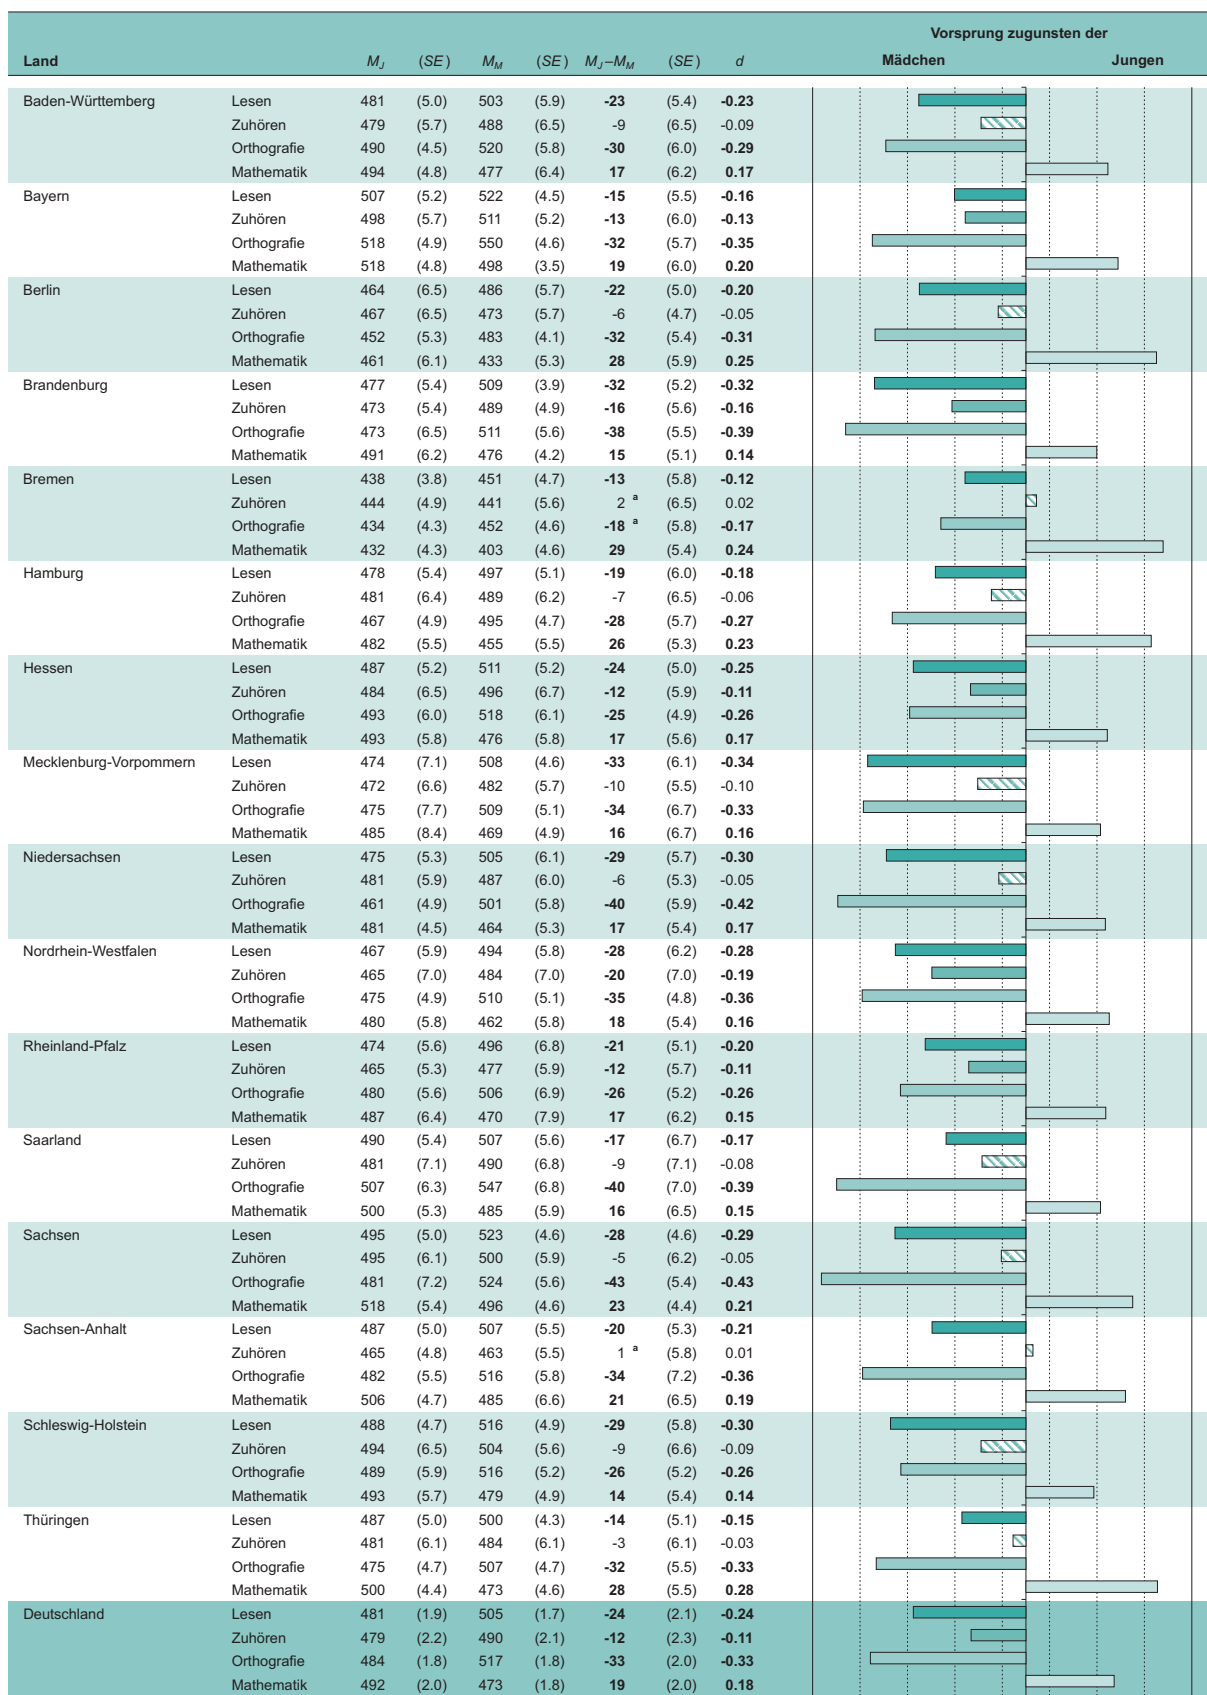 Vorsprung zugunsten der
Land M_J (SE) M_M (SE) M_J–M_M (SE) d Mädchen Jungen
Baden-Württemberg Lesen 481 (5.0) 503 (5.9) -23 (5.4) -0.23
Zuhören 479 (5.7) 488 (6.5) -9 (6.5) -0.09
Orthografie 490 (4.5) 520 (5.8) -30 (6.0) -0.29
Mathematik 494 (4.8) 477 (6.4) 17 (6.2) 0.17
Bayern Lesen 507 (5.2) 522 (4.5) -15 (5.5) -0.16
Zuhören 498 (5.7) 511 (5.2) -13 (6.0) -0.13
Orthografie 518 (4.9) 550 (4.6) -32 (5.7) -0.35
Mathematik 518 (4.8) 498 (3.5) 19 (6.0) 0.20
Berlin Lesen 464 (6.5) 486 (5.7) -22 (5.0) -0.20
Zuhören 467 (6.5) 473 (5.7) -6 (4.7) -0.05
Orthografie 452 (5.3) 483 (4.1) -32 (5.4) -0.31
Mathematik 461 (6.1) 433 (5.3) 28 (5.9) 0.25
Brandenburg Lesen 477 (5.4) 509 (3.9) -32 (5.2) -0.32
Zuhören 473 (5.4) 489 (4.9) -16 (5.6) -0.16
Orthografie 473 (6.5) 511 (5.6) -38 (5.5) -0.39
Mathematik 491 (6.2) 476 (4.2) 15 (5.1) 0.14
Bremen Lesen 438 (3.8) 451 (4.7) -13 (5.8) -0.12
Zuhören 444 (4.9) 441 (5.6) 2 a (6.5) 0.02
Orthografie 434 (4.3) 452 (4.6) -18 a (5.8) -0.17
Mathematik 432 (4.3) 403 (4.6) 29 (5.4) 0.24
Hamburg Lesen 478 (5.4) 497 (5.1) -19 (6.0) -0.18
Zuhören 481 (6.4) 489 (6.2) -7 (6.5) -0.06
Orthografie 467 (4.9) 495 (4.7) -28 (5.7) -0.27
Mathematik 482 (5.5) 455 (5.5) 26 (5.3) 0.23
Hessen Lesen 487 (5.2) 511 (5.2) -24 (5.0) -0.25
Zuhören 484 (6.5) 496 (6.7) -12 (5.9) -0.11
Orthografie 493 (6.0) 518 (6.1) -25 (4.9) -0.26
Mathematik 493 (5.8) 476 (5.8) 17 (5.6) 0.17
Mecklenburg-Vorpommern Lesen 474 (7.1) 508 (4.6) -33 (6.1) -0.34
Zuhören 472 (6.6) 482 (5.7) -10 (5.5) -0.10
Orthografie 475 (7.7) 509 (5.1) -34 (6.7) -0.33
Mathematik 485 (8.4) 469 (4.9) 16 (6.7) 0.16
Niedersachsen Lesen 475 (5.3) 505 (6.1) -29 (5.7) -0.30
Zuhören 481 (5.9) 487 (6.0) -6 (5.3) -0.05
Orthografie 461 (4.9) 501 (5.8) -40 (5.9) -0.42
Mathematik 481 (4.5) 464 (5.3) 17 (5.4) 0.17
Nordrhein-Westfalen Lesen 467 (5.9) 494 (5.8) -28 (6.2) -0.28
Zuhören 465 (7.0) 484 (7.0) -20 (7.0) -0.19
Orthografie 475 (4.9) 510 (5.1) -35 (4.8) -0.36
Mathematik 480 (5.8) 462 (5.8) 18 (5.4) 0.16
Rheinland-Pfalz Lesen 474 (5.6) 496 (6.8) -21 (5.1) -0.20
Zuhören 465 (5.3) 477 (5.9) -12 (5.7) -0.11
Orthografie 480 (5.6) 506 (6.9) -26 (5.2) -0.26
Mathematik 487 (6.4) 470 (7.9) 17 (6.2) 0.15
Saarland Lesen 490 (5.4) 507 (5.6) -17 (6.7) -0.17
Zuhören 481 (7.1) 490 (6.8) -9 (7.1) -0.08
Orthografie 507 (6.3) 547 (6.8) -40 (7.0) -0.39
Mathematik 500 (5.3) 485 (5.9) 16 (6.5) 0.15
Sachsen Lesen 495 (5.0) 523 (4.6) -28 (4.6) -0.29
Zuhören 495 (6.1) 500 (5.9) -5 (6.2) -0.05
Orthografie 481 (7.2) 524 (5.6) -43 (5.4) -0.43
Mathematik 518 (5.4) 496 (4.6) 23 (4.4) 0.21
Sachsen-Anhalt Lesen 487 (5.0) 507 (5.5) -20 (5.3) -0.21
Zuhören 465 (4.8) 463 (5.5) 1 a (5.8) 0.01
Orthografie 482 (5.5) 516 (5.8) -34 (7.2) -0.36
Mathematik 506 (4.7) 485 (6.6) 21 (6.5) 0.19
Schleswig-Holstein Lesen 488 (4.7) 516 (4.9) -29 (5.8) -0.30
Zuhören 494 (6.5) 504 (5.6) -9 (6.6) -0.09
Orthografie 489 (5.9) 516 (5.2) -26 (5.2) -0.26
Mathematik 493 (5.7) 479 (4.9) 14 (5.4) 0.14
Thüringen Lesen 487 (5.0) 500 (4.3) -14 (5.1) -0.15
Zuhören 481 (6.1) 484 (6.1) -3 (6.1) -0.03
Orthografie 475 (4.7) 507 (4.7) -32 (5.5) -0.33
Mathematik 500 (4.4) 473 (4.6) 28 (5.5) 0.28
Deutschland Lesen 481 (1.9) 505 (1.7) -24 (2.1) -0.24
Zuhören 479 (2.2) 490 (2.1) -12 (2.3) -0.11
Orthografie 484 (1.8) 517 (1.8) -33 (2.0) -0.33
Mathematik 492 (2.0) 473 (1.8) 19 (2.0) 0.18